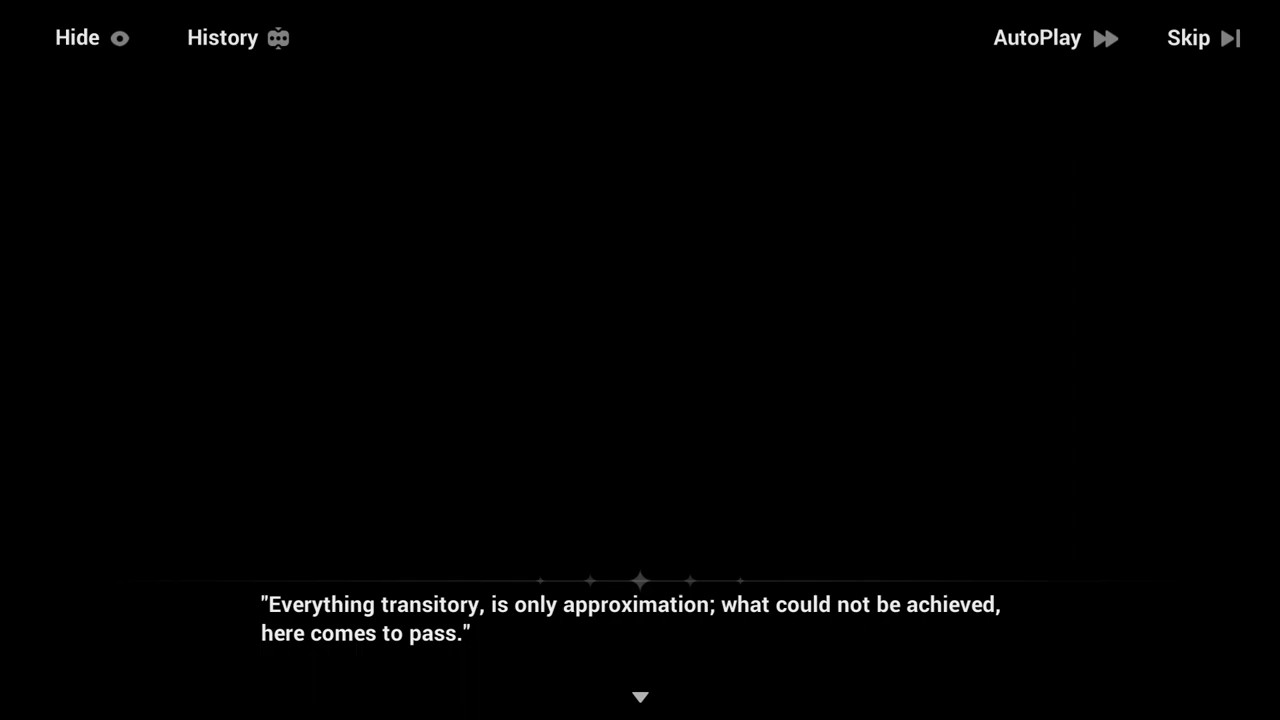 Hide
History
AutoPlay
Skip
"Everything transitory, is only approximation; what could not be achieved,
here comes to pass."